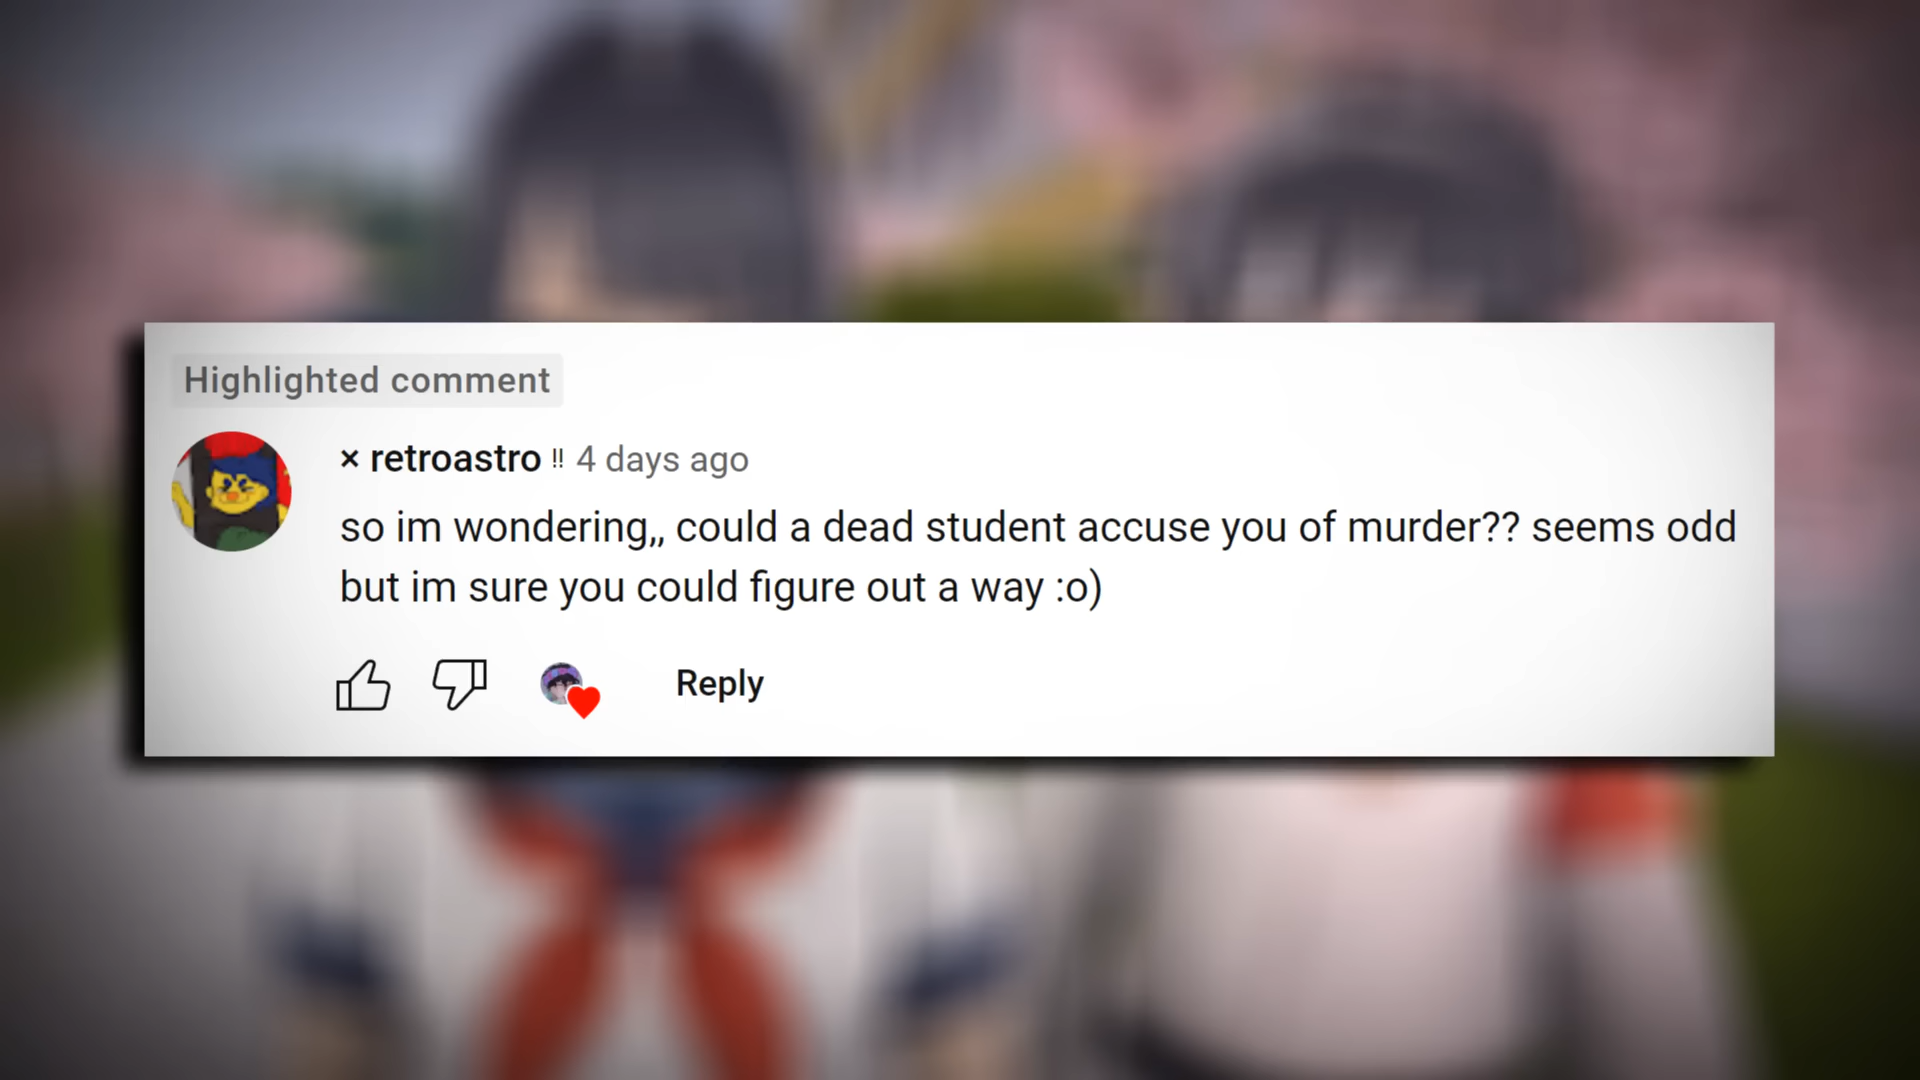 Highlighted comment
× retroastro ‼ 4 days ago
so im wondering,, could a dead student accuse you of murder?? seems odd
but im sure you could figure out a way :o)
Reply